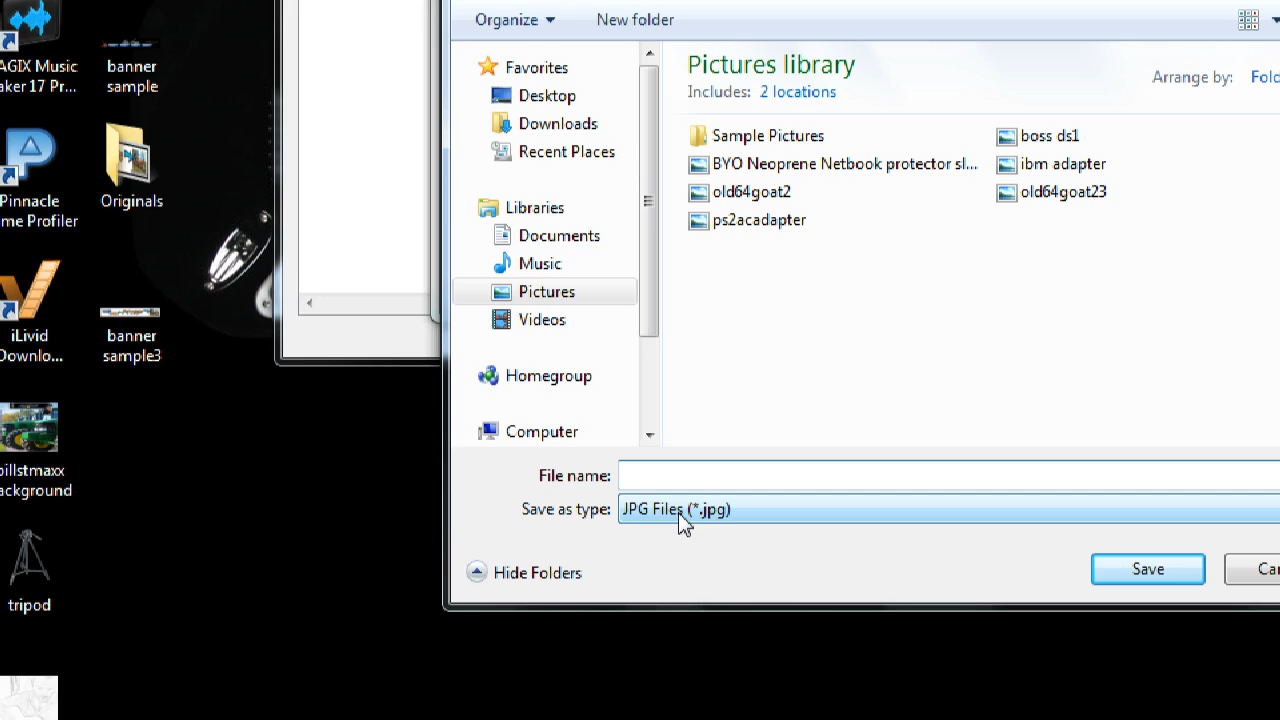 AGIX Music
aker 17 Pr...
banner
sample
Pinnacle
me Profiler
Originals
iLivid
Downlo...
banner
sample3
billstmaxx
ackground
tripod
Organize
New folder
Favorites
Desktop
Downloads
Recent Places
Libraries
Documents
Music
Pictures
Videos
Homegroup
Computer
Pictures library
Includes: 2 locations
Arrange by: Fold
Sample Pictures
BYO Neoprene Netbook protector sl...
old64goat2
ps2acadapter
boss ds1
ibm adapter
old64goat23
File name:
Save as type: JPG Files (*.jpg)
Hide Folders
Save
Can